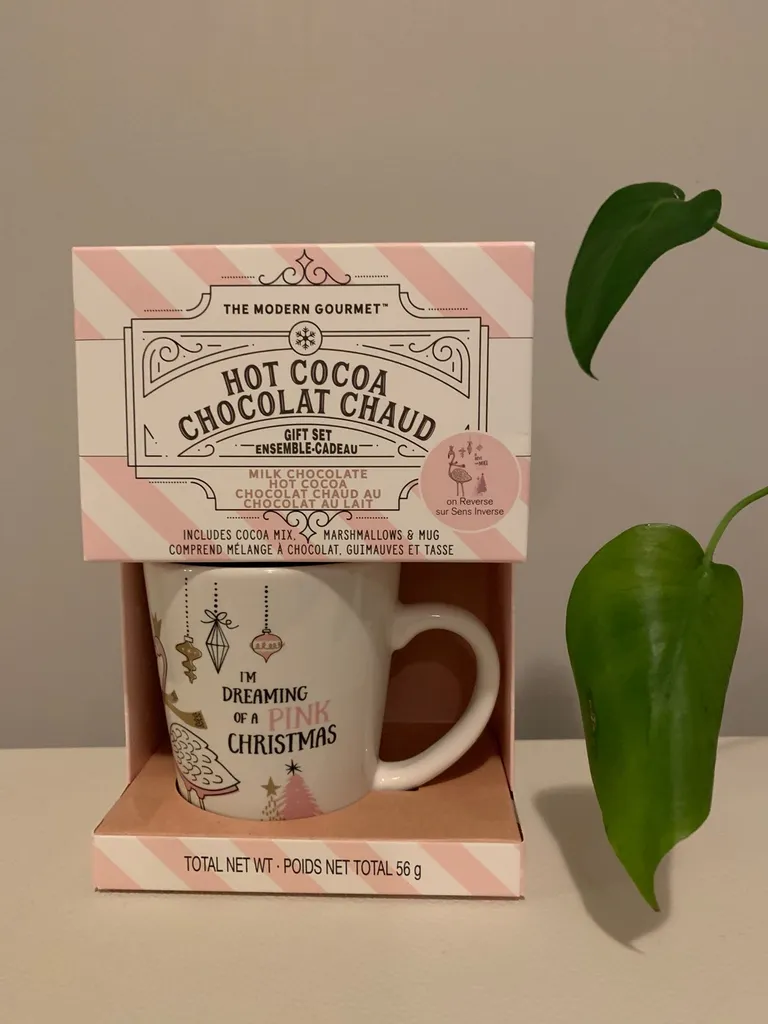 THE MODERN GOURMET™
HOT COCOA
CHOCOLAT CHAUD
GIFT SET
ENSEMBLE-CADEAU
MILK CHOCOLATE
HOT COCOA
CHOCOLAT CHAUD AU
CHOCOLAT AU LAIT
on Reverse
sur Sens Inverse
INCLUDES COCOA MIX, MARSHMALLOWS & MUG
COMPREND MÉLANGE À CHOCOLAT, GUIMAUVES ET TASSE
I'M
DREAMING
OF A PINK
CHRISTMAS
TOTAL NET WT · POIDS NET TOTAL 56 g